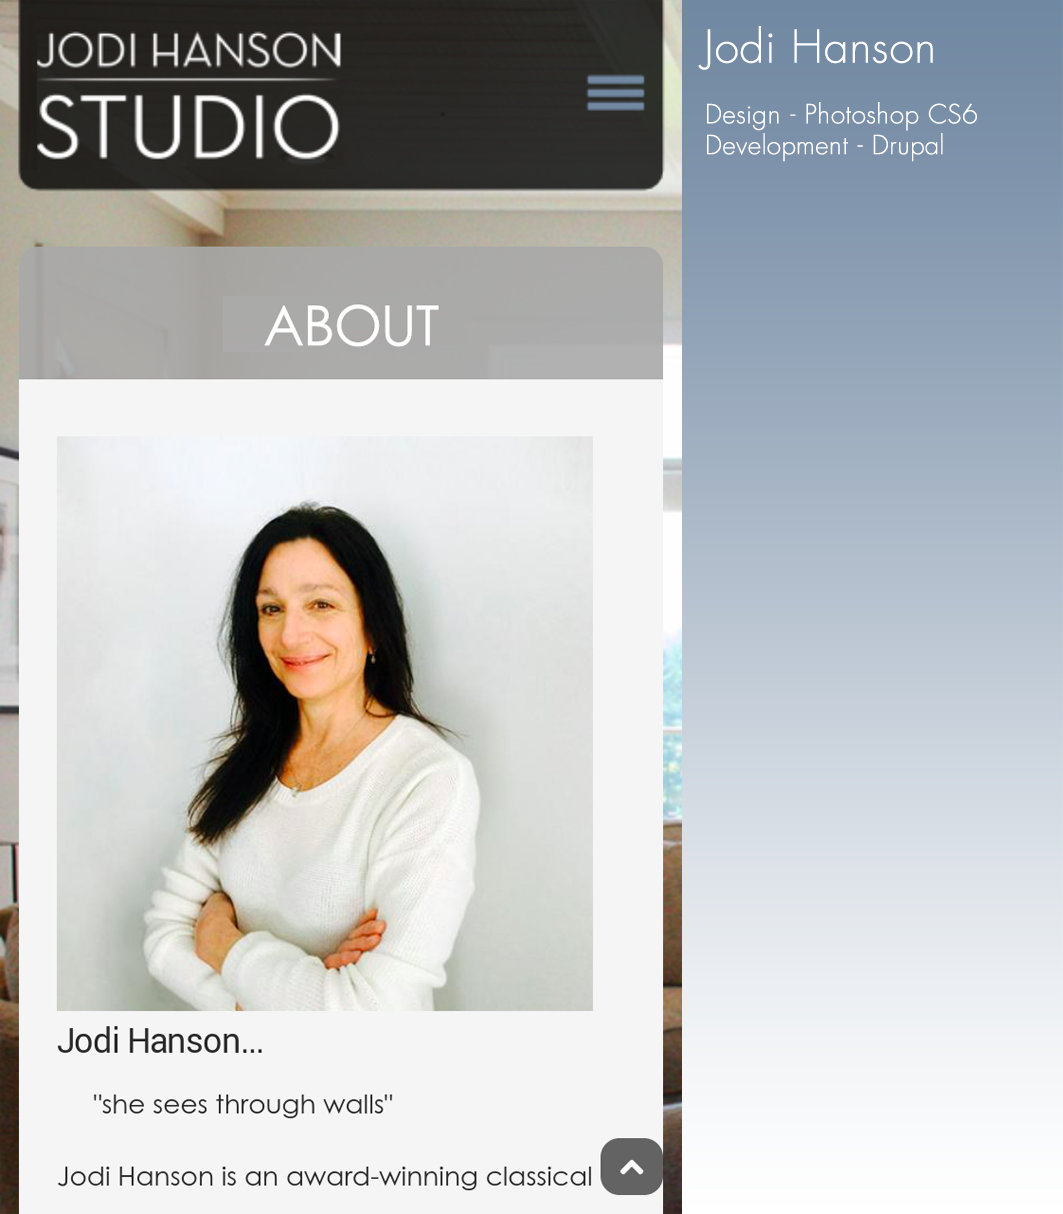 JODI HANSON
STUDIO
ABOUT
Jodi Hanson...
"she sees through walls"
Jodi Hanson is an award-winning classical
Jodi Hanson
Design - Photoshop CS6
Development - Drupal